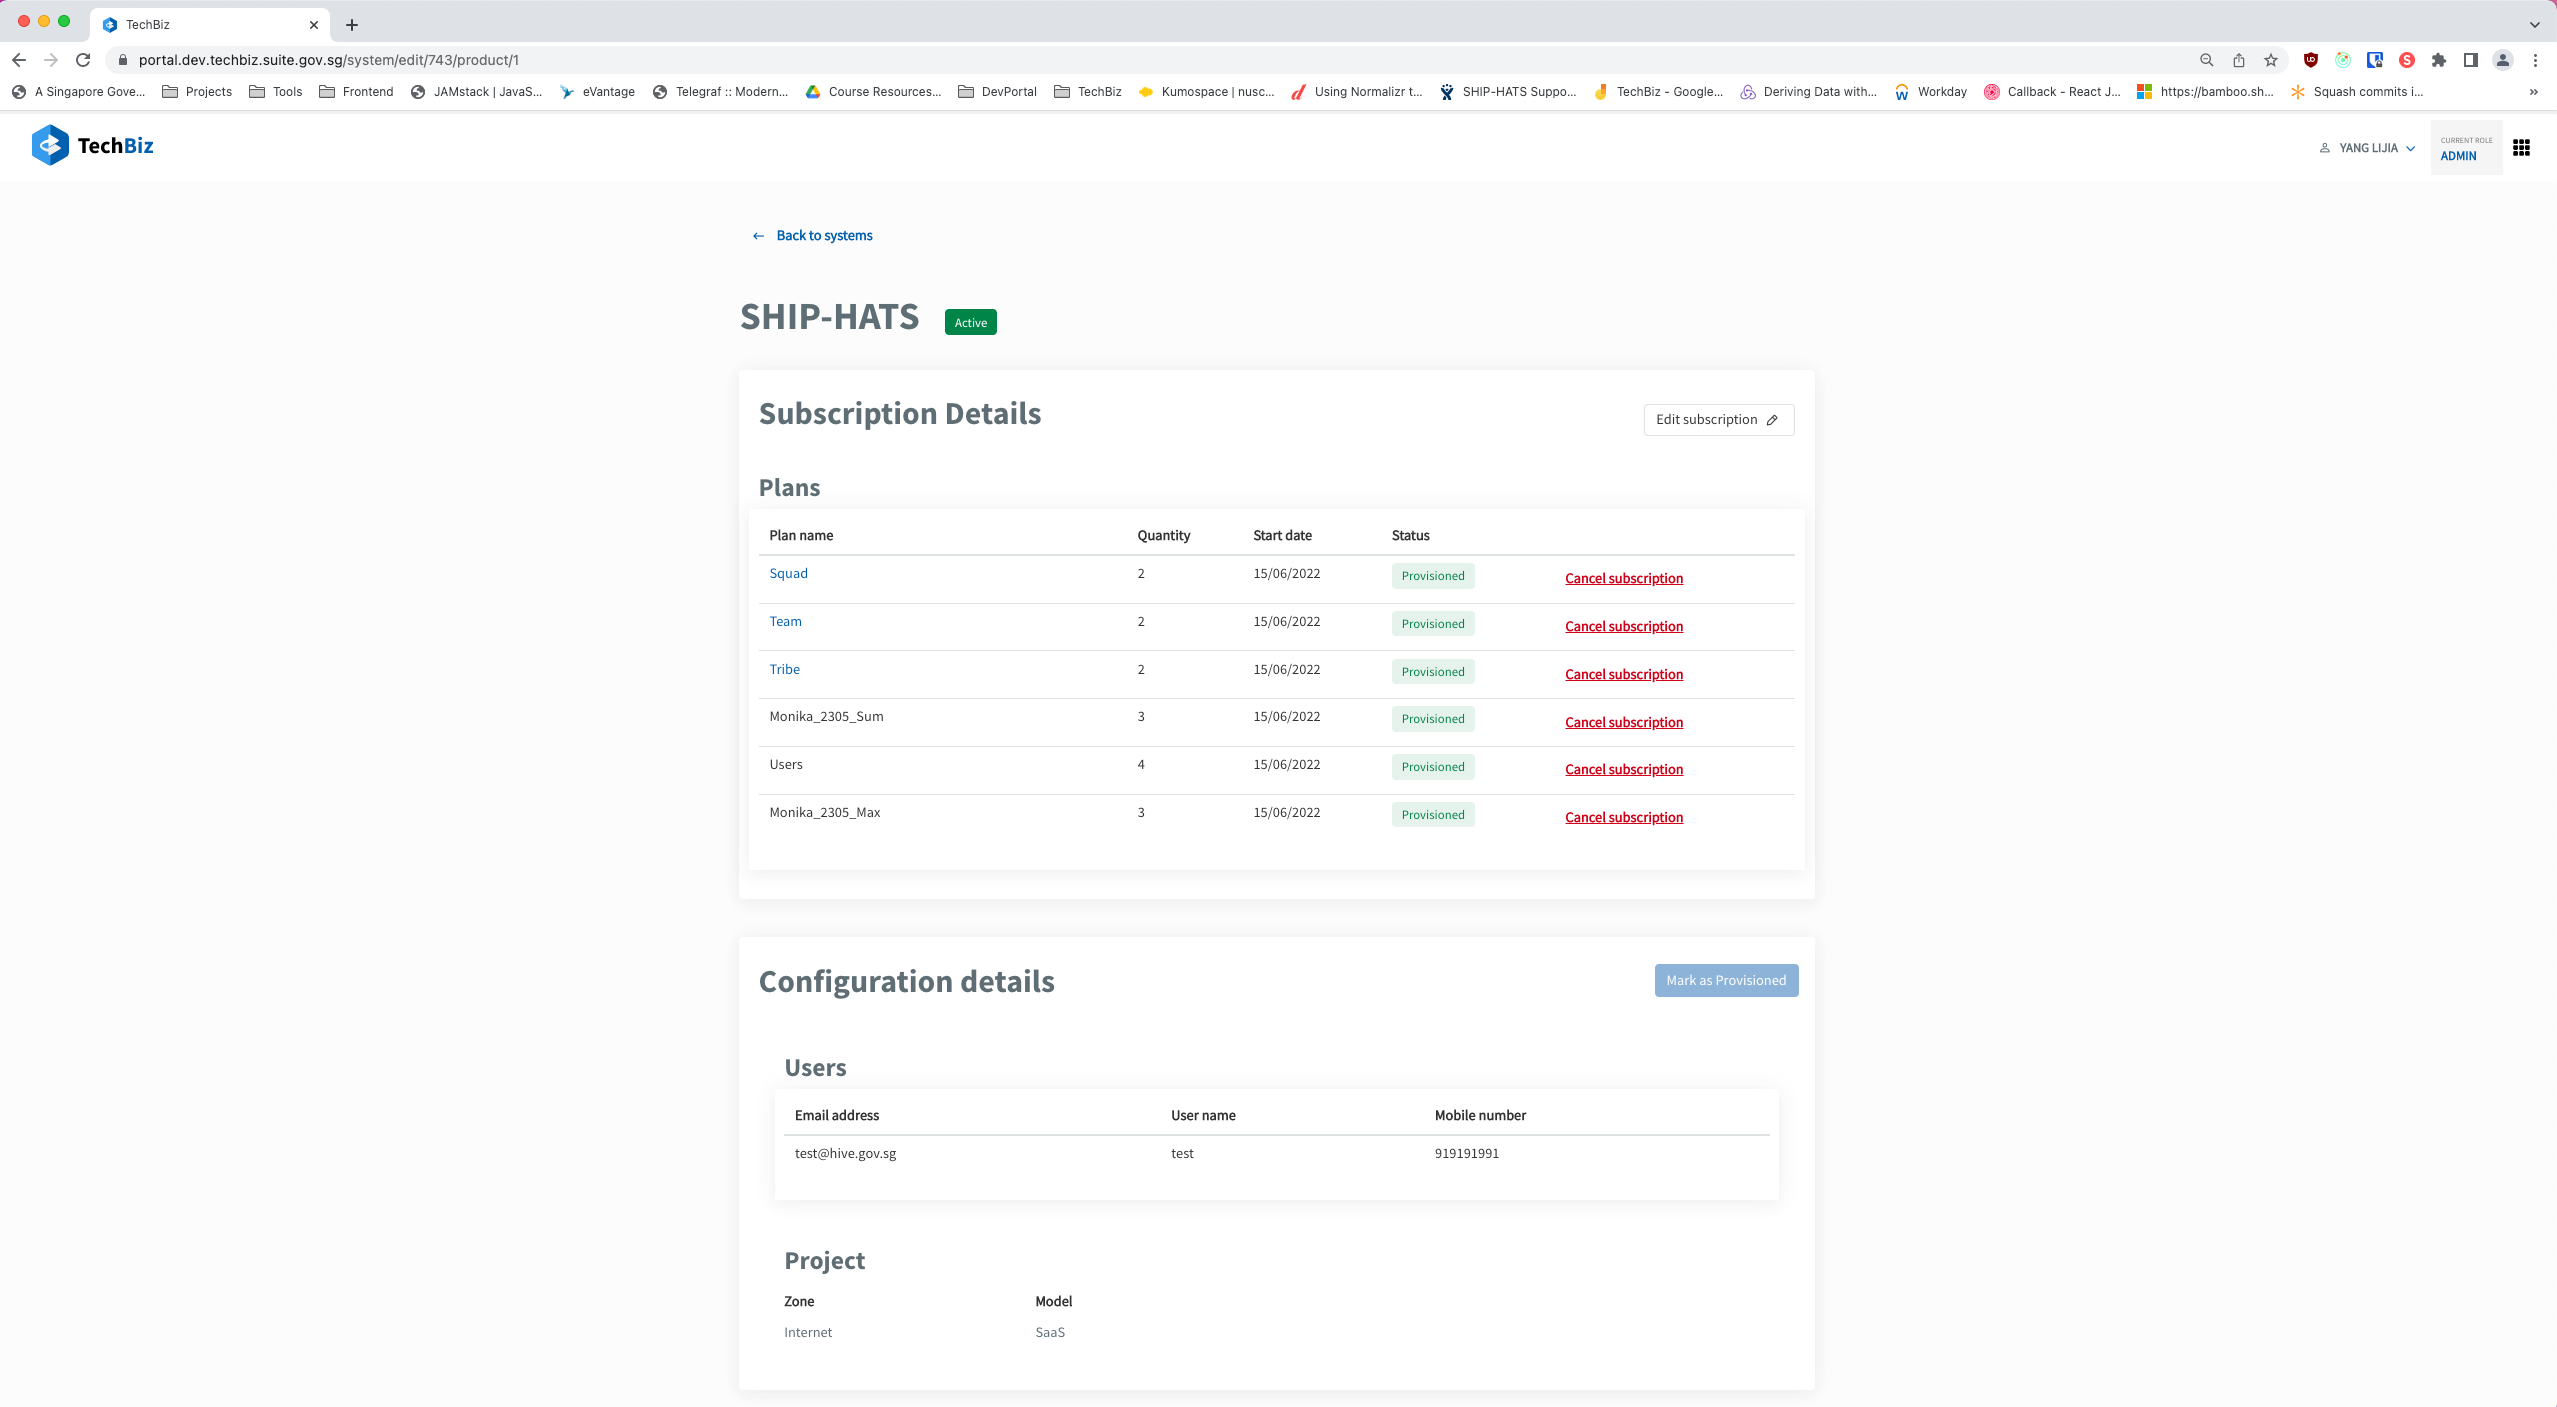 TechBiz
portal.dev.techbiz.suite.gov.sg/system/edit/743/product/1
A Singapore Gove... Projects Tools Frontend JAMstack | JavaS... eVantage Telegraf :: Modern... Course Resources... DevPortal TechBiz Kumospace | nusc... Using Normalizr t... SHIP-HATS Suppo... TechBiz - Google... Deriving Data with... Workday Callback - React J... https://bamboo.sh... Squash commits i... »
TechBiz
YANG LIJIA
CURRENT ROLE
ADMIN
← Back to systems
SHIP-HATS Active
Subscription Details
Edit subscription
Plans
Plan name Quantity Start date Status
Squad 2 15/06/2022 Provisioned Cancel subscription
Team 2 15/06/2022 Provisioned Cancel subscription
Tribe 2 15/06/2022 Provisioned Cancel subscription
Monika_2305_Sum 3 15/06/2022 Provisioned Cancel subscription
Users 4 15/06/2022 Provisioned Cancel subscription
Monika_2305_Max 3 15/06/2022 Provisioned Cancel subscription
Configuration details
Mark as Provisioned
Users
Email address User name Mobile number
test@hive.gov.sg test 919191991
Project
Zone Model
Internet SaaS